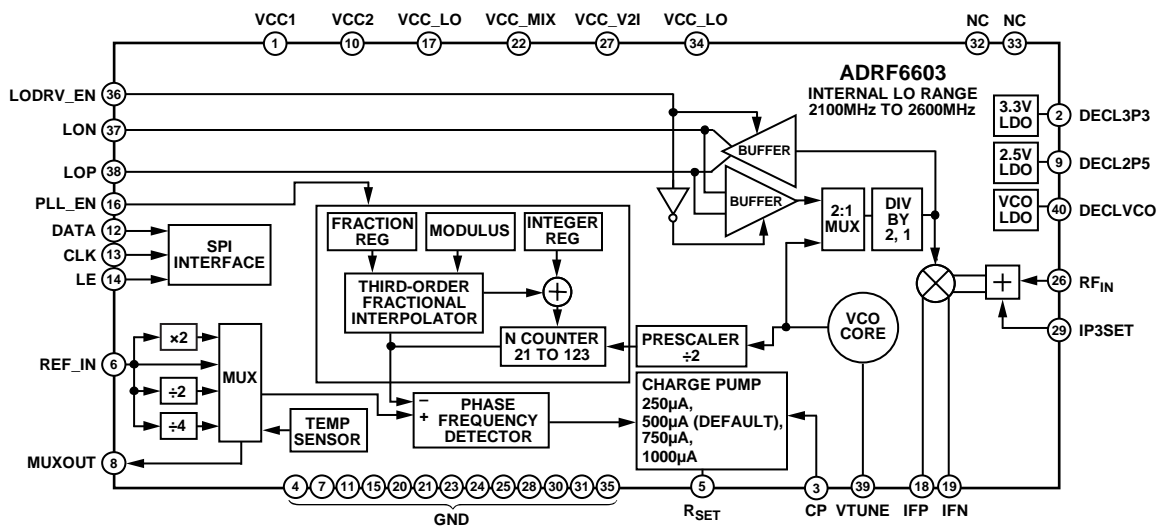 VCC1 VCC2 VCC_LO VCC_MIX VCC_V2I VCC_LO NC NC
1 10 17 22 27 34 32 33
ADRF6603
INTERNAL LO RANGE
2100MHz TO 2600MHz
LODRV_EN 36
LON 37
LOP 38
PLL_EN 16
DATA 12
CLK 13
LE 14
SPI
INTERFACE
REF_IN 6
MUXOUT 8
3.3V
LDO
2 DECL3P3
2.5V
LDO
9 DECL2P5
VCO
LDO
40 DECLVCO
26 RFIN
29 IP3SET
BUFFER
BUFFER
2:1
MUX
DIV
BY
2, 1
FRACTION
REG
MODULUS
INTEGER
REG
THIRD-ORDER
FRACTIONAL
INTERPOLATOR
+
N COUNTER
21 TO 123
PRESCALER
÷2
VCO
CORE
+
×2
÷2
÷4
MUX
TEMP
SENSOR
−
+
PHASE
FREQUENCY
DETECTOR
CHARGE PUMP
250µA,
500µA (DEFAULT),
750µA,
1000µA
4 7 11 15 20 21 23 24 25 28 30 31 35
GND
5 3 39 18 19
RSET CP VTUNE IFP IFN